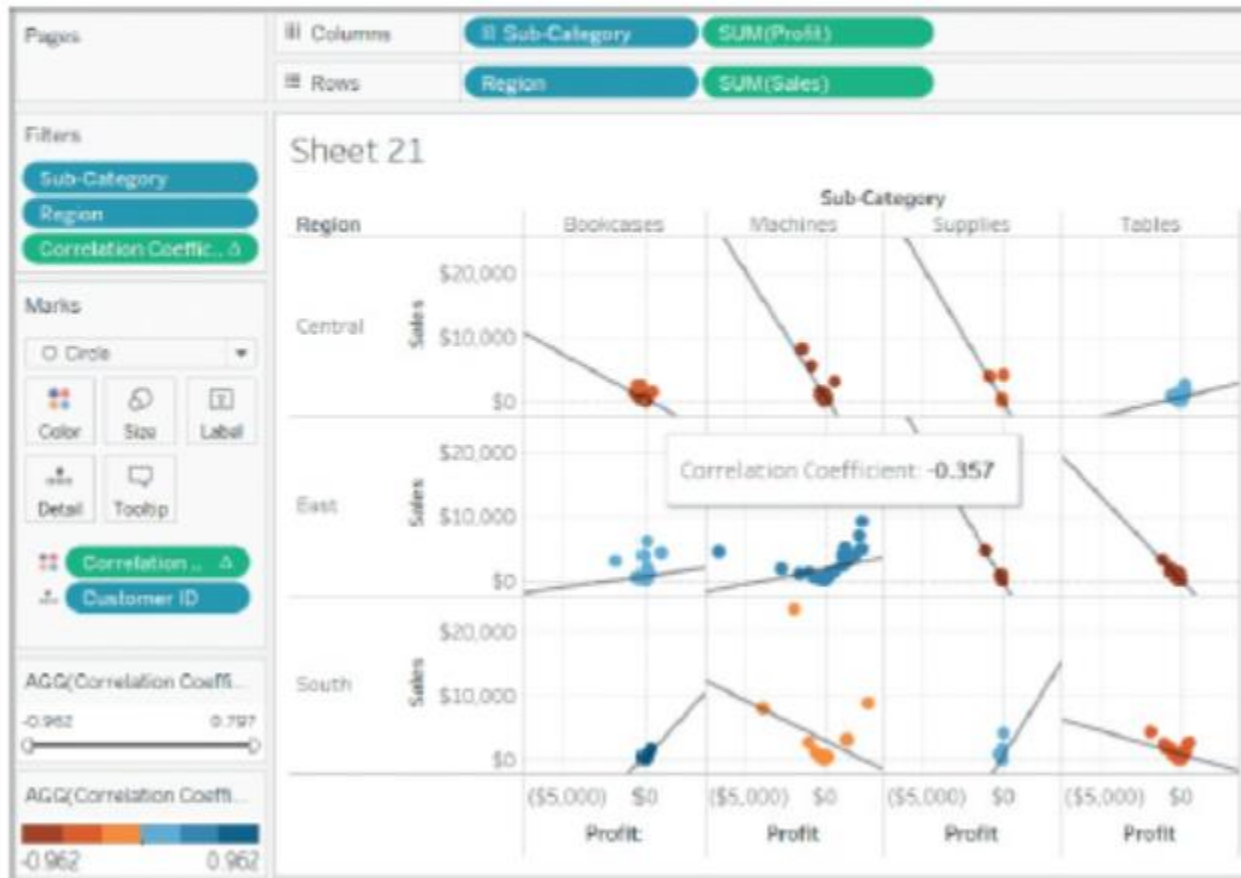 Pages
Columns
Sub-Category
SUM(Profit)
Rows
Region
SUM(Sales)
Filters
Sub-Category
Region
Correlation Coeffic..
Marks
Circle
Color
Size
Label
Detail
Tooltip
Correlation ..
Customer ID
AGG(Correlation Coeffi...
-0.962 0.797
AGG(Correlation Coeffi...
-0.962 0.962
Sheet 21
Sub-Category
Region Bookcases Machines Supplies Tables
Central
Sales
$20,000
$10,000
$0
East
Sales
$20,000
$10,000
$0
Correlation Coefficient: -0.357
South
Sales
$20,000
$10,000
$0
($5,000) $0 ($5,000) $0 ($5,000) $0 ($5,000) $0
Profit Profit Profit Profit